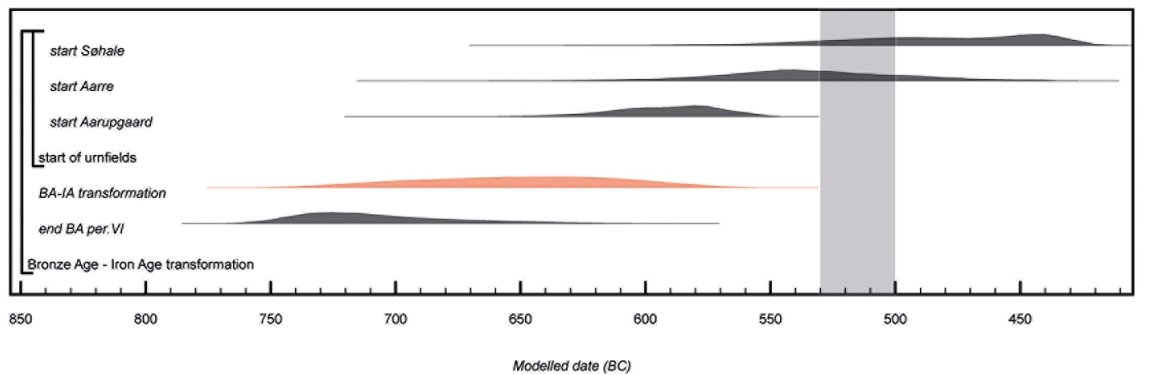 start Søhale
start Aarre
start Aarupgaard
start of urnfields
BA-IA transformation
end BA per.VI
Bronze Age - Iron Age transformation
850 800 750 700 650 600 550 500 450
Modelled date (BC)